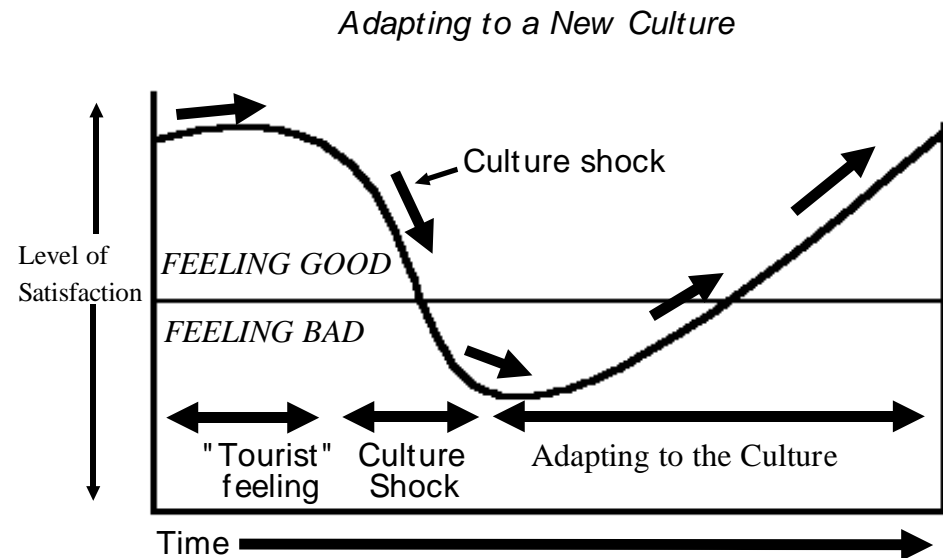 Adapting to a New Culture
Culture shock
Level of
Satisfaction
FEELING GOOD
FEELING BAD
"Tourist"
feeling
Culture
Shock
Adapting to the Culture
Time